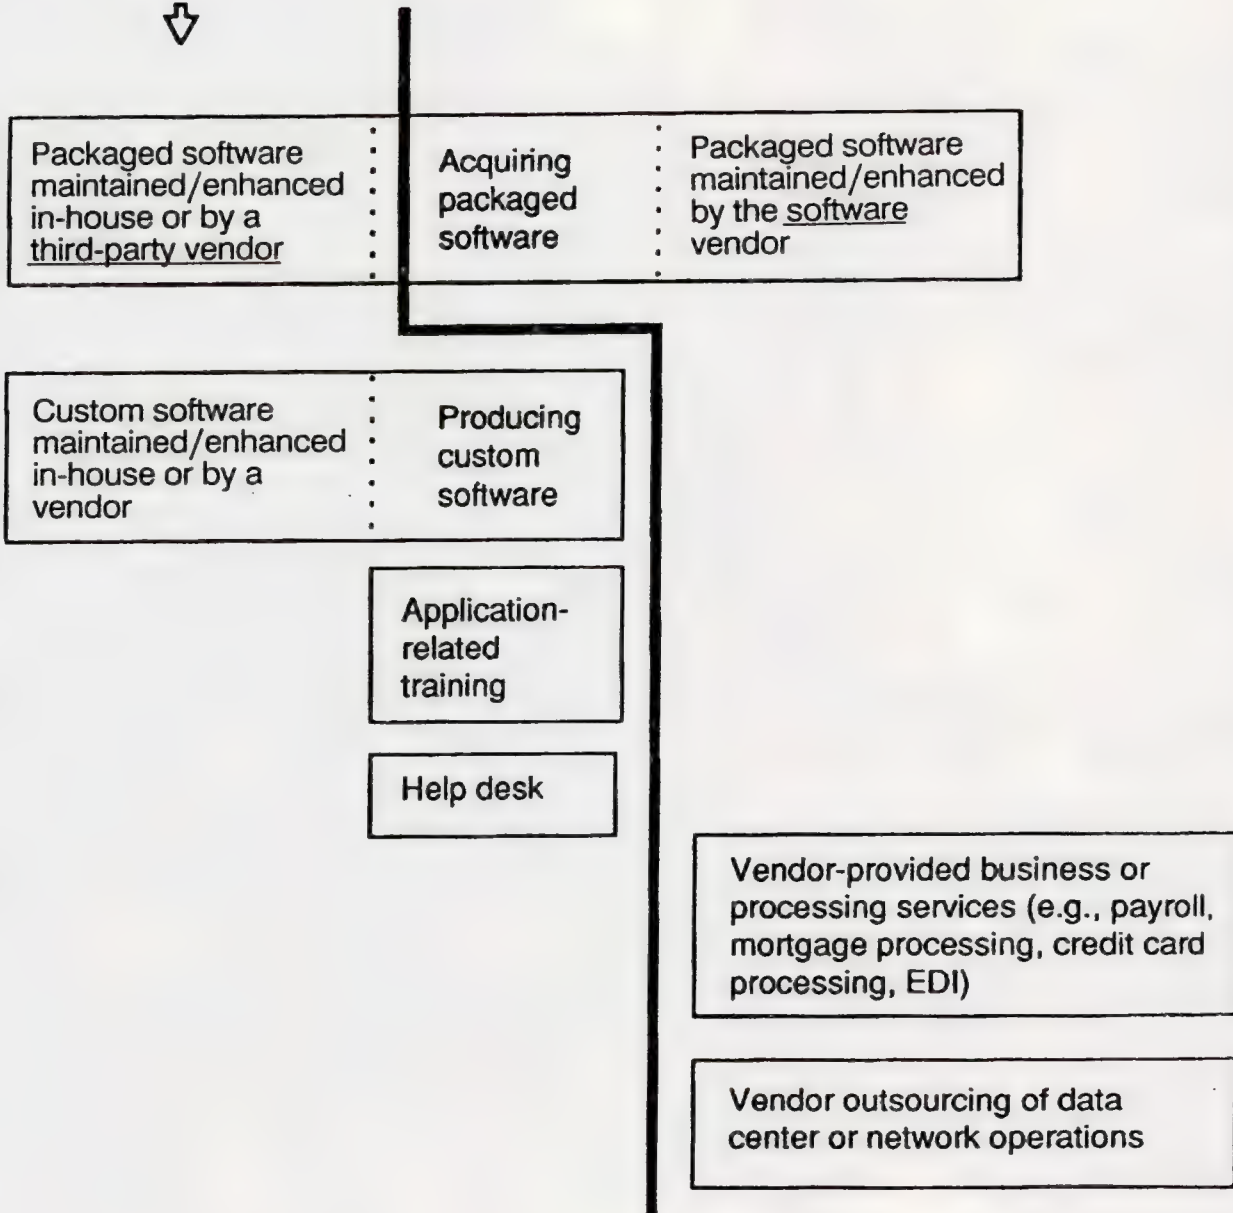 Packaged software
maintained/enhanced
in-house or by a
third-party vendor
Acquiring
packaged
software
Packaged software
maintained/enhanced
by the software
vendor
Custom software
maintained/enhanced
in-house or by a
vendor
Producing
custom
software
Application-
related
training
Help desk
Vendor-provided business or
processing services (e.g., payroll,
mortgage processing, credit card
processing, EDI)
Vendor outsourcing of data
center or network operations